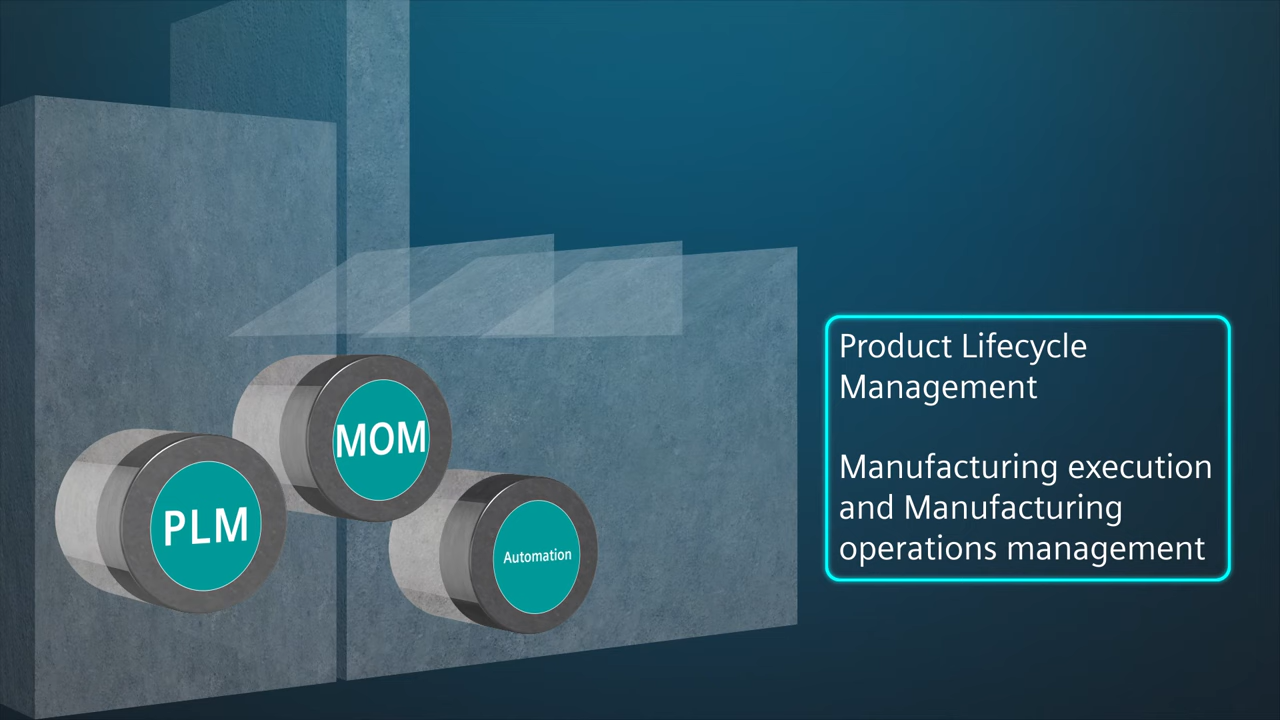 MOM
PLM
Automation
Product Lifecycle
Management
Manufacturing execution
and Manufacturing
operations management